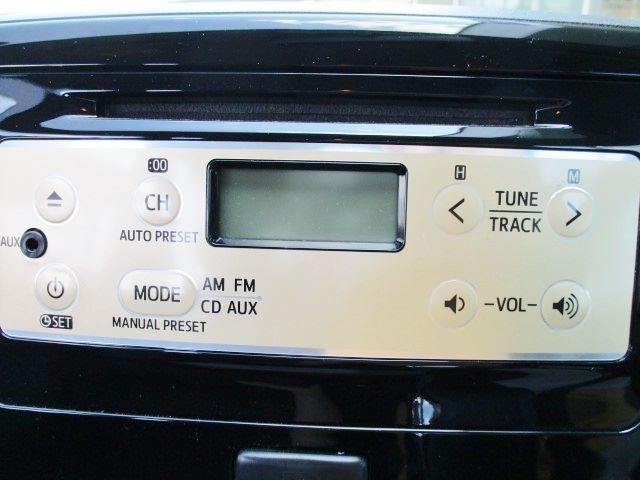 :00
H
M
CH
TUNE
TRACK
AUX
AUTO PRESET
MODE
AM FM
CD AUX
-VOL-
SET
MANUAL PRESET